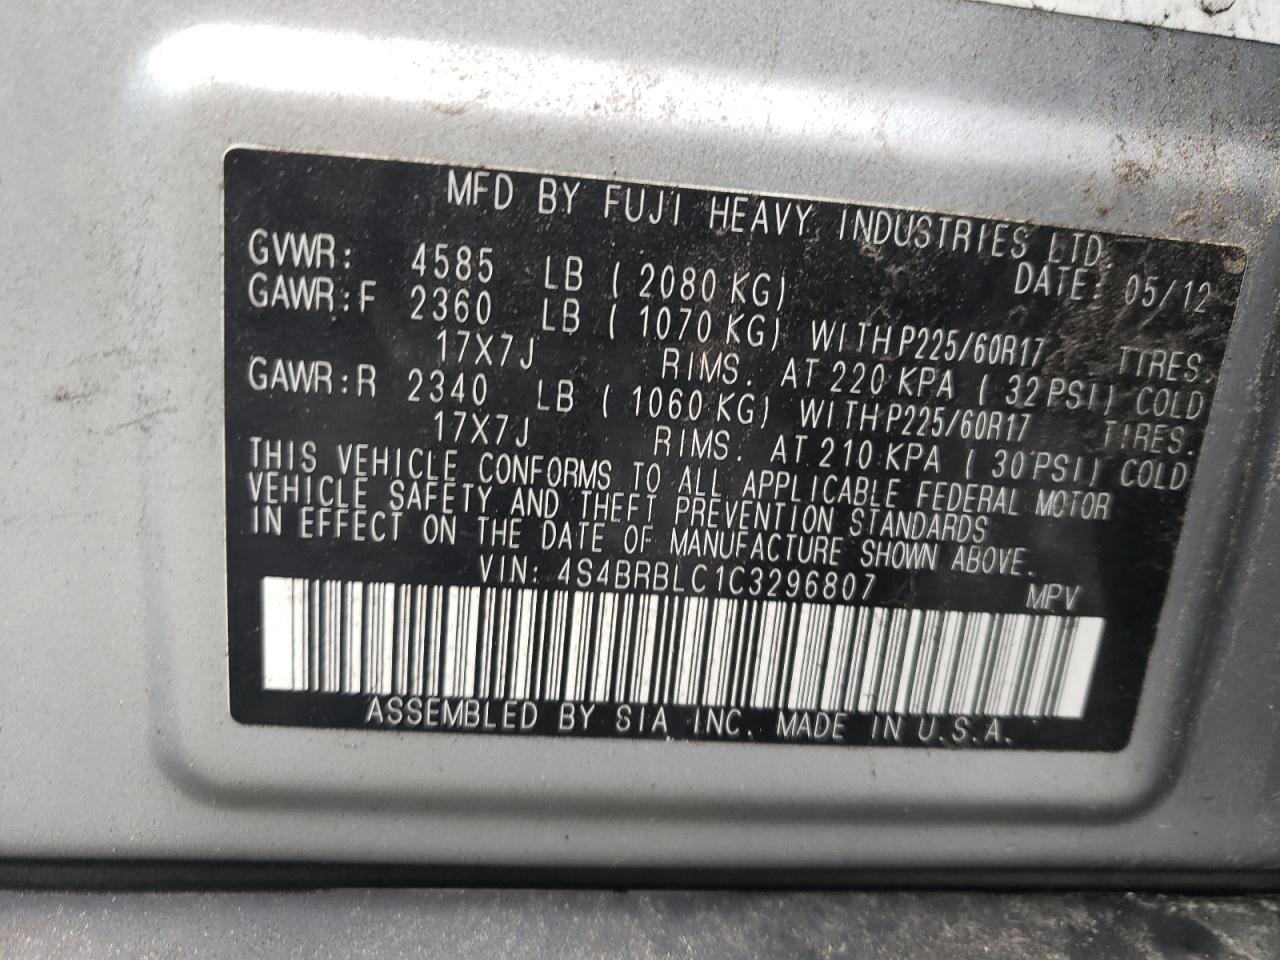 MFD BY FUJI HEAVY INDUSTRIES LTD.
DATE: 05/12
GVWR: 4585 LB ( 2080 KG)
GAWR:F 2360 LB ( 1070 KG) WITH P225/60R17 TIRES.
17X7J RIMS. AT 220 KPA ( 32 PSI) COLD
GAWR:R 2340 LB ( 1060 KG) WITH P225/60R17 TIRES.
17X7J RIMS. AT 210 KPA ( 30 PSI) COLD
THIS VEHICLE CONFORMS TO ALL APPLICABLE FEDERAL MOTOR
VEHICLE SAFETY AND THEFT PREVENTION STANDARDS
IN EFFECT ON THE DATE OF MANUFACTURE SHOWN ABOVE.
VIN: 4S4BRBLC1C3296807 MPV
ASSEMBLED BY SIA INC. MADE IN U.S.A.